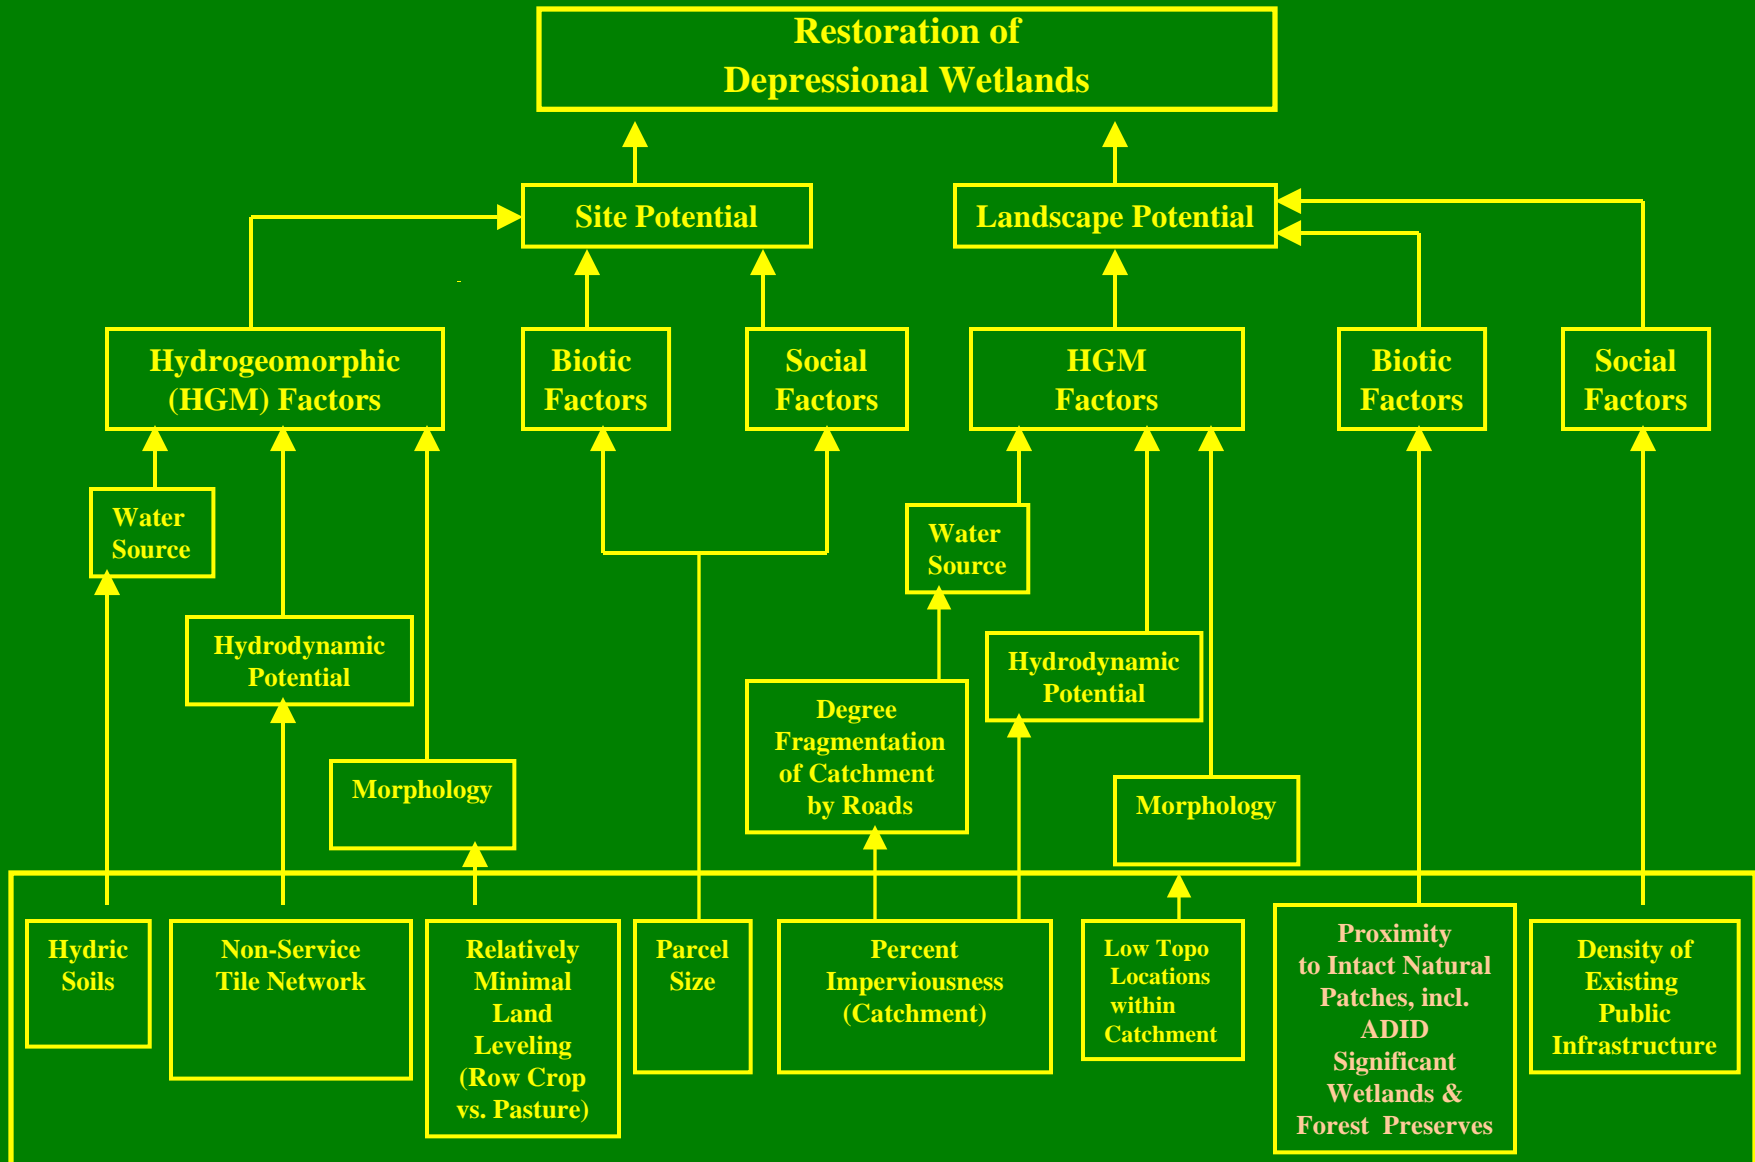 Restoration of
Depressional Wetlands
Site Potential
Landscape Potential
Hydrogeomorphic
(HGM) Factors
Biotic
Factors
Social
Factors
HGM
Factors
Biotic
Factors
Social
Factors
Water
Source
Water
Source
Hydrodynamic
Potential
Hydrodynamic
Potential
Degree
Fragmentation
of Catchment
by Roads
Morphology
Morphology
Hydric
Soils
Non-Service
Tile Network
Relatively
Minimal
Land
Leveling
(Row Crop
vs. Pasture)
Parcel
Size
Percent
Imperviousness
(Catchment)
Low Topo
Locations
within
Catchment
Proximity
to Intact Natural
Patches, incl.
ADID
Significant
Wetlands &
Forest Preserves
Density of
Existing
Public
Infrastructure